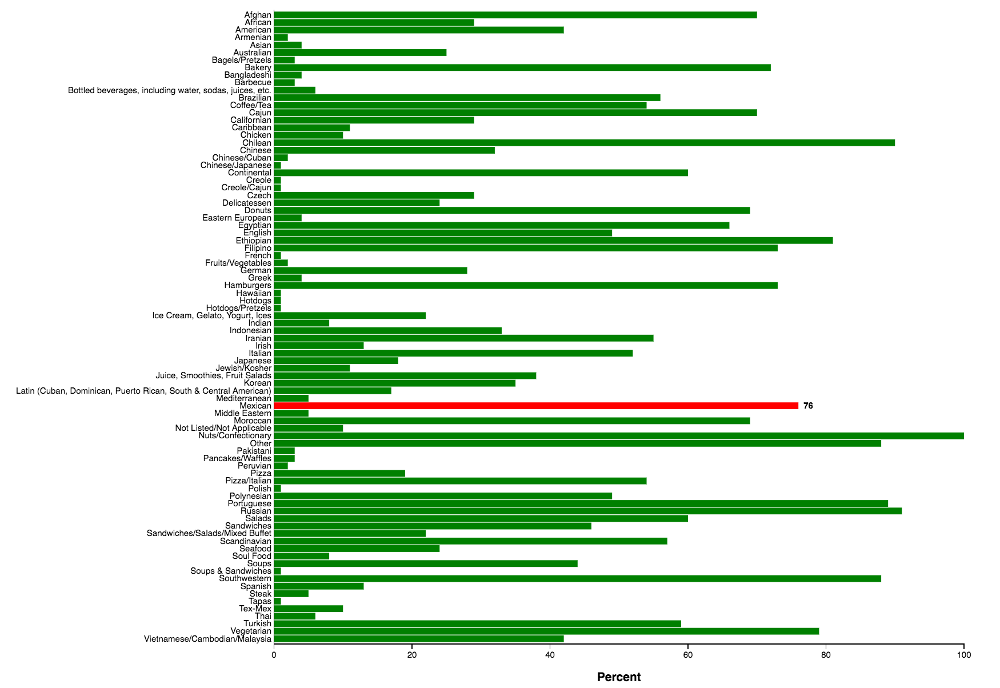 Afghan
African
American
Armenian
Asian
Australian
Bagels/Pretzels
Bakery
Bangladeshi
Barbecue
Bottled beverages, including water, sodas, juices, etc.
Brazilian
Coffee/Tea
Cajun
Californian
Caribbean
Chicken
Chilean
Chinese
Chinese/Cuban
Chinese/Japanese
Continental
Creole
Creole/Cajun
Czech
Delicatessen
Donuts
Eastern European
Egyptian
English
Ethiopian
Filipino
French
Fruits/Vegetables
German
Greek
Hamburgers
Hawaiian
Hotdogs
Hotdogs/Pretzels
Ice Cream, Gelato, Yogurt, Ices
Indian
Indonesian
Iranian
Irish
Italian
Japanese
Jewish/Kosher
Juice, Smoothies, Fruit Salads
Korean
Latin (Cuban, Dominican, Puerto Rican, South & Central American)
Mediterranean
Mexican 76
Middle Eastern
Moroccan
Not Listed/Not Applicable
Nuts/Confectionary
Other
Pakistani
Pancakes/Waffles
Peruvian
Pizza
Pizza/Italian
Polish
Polynesian
Portuguese
Russian
Salads
Sandwiches
Sandwiches/Salads/Mixed Buffet
Scandinavian
Seafood
Soul Food
Soups
Soups & Sandwiches
Southwestern
Spanish
Steak
Tapas
Tex-Mex
Thai
Turkish
Vegetarian
Vietnamese/Cambodian/Malaysia
0 20 40 60 80 100
Percent